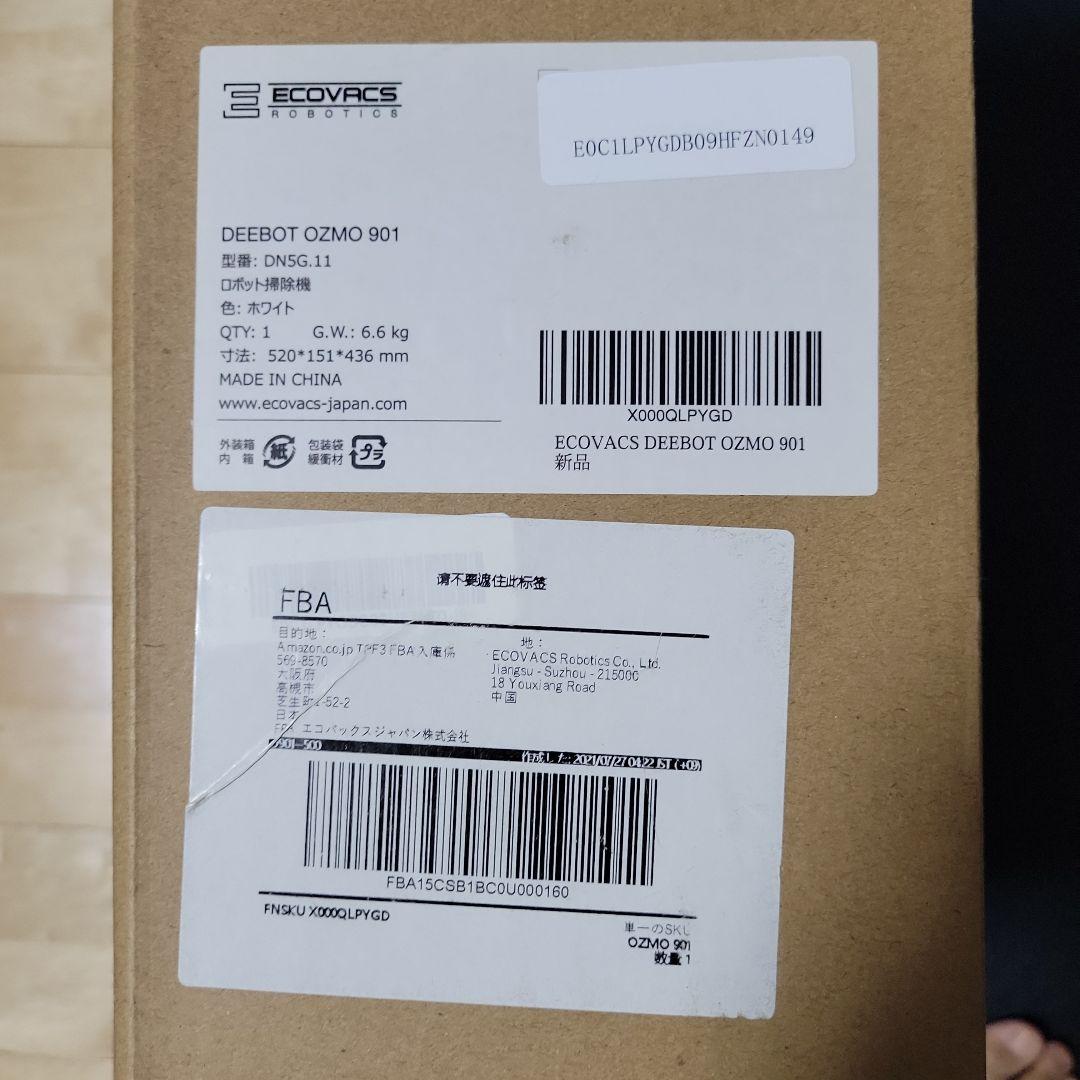 ECOVACS
ROBOTICS
E0C1LPYGDB09HFZN0149
DEEBOT OZMO 901
型番: DN5G.11
ロボット掃除機
色: ホワイト
QTY: 1 G.W.: 6.6 kg
寸法: 520*151*436 mm
MADE IN CHINA
www.ecovacs-japan.com
外装箱
内 箱
紙
包装袋
緩衝材
プラ
X000QLPYGD
ECOVACS DEEBOT OZMO 901
新品
请不要遮住此标签
FBA
目的地：
Amazon.co.jp FBA 入庫係
569-8570
大阪府
高槻市
芝生町1-52-2
日本
地：
ECOVACS Robotics Co., Ltd.
Jiangsu - Suzhou - 215000
18 Youxiang Road
中国
エコバックスジャパン株式会社
作成した: 2021/07/27 04:22 JST (+09)
FBA15CSB1BC0U000160
FNSKU X000QLPYGD
単一のSKU
OZMO 901
数量 1